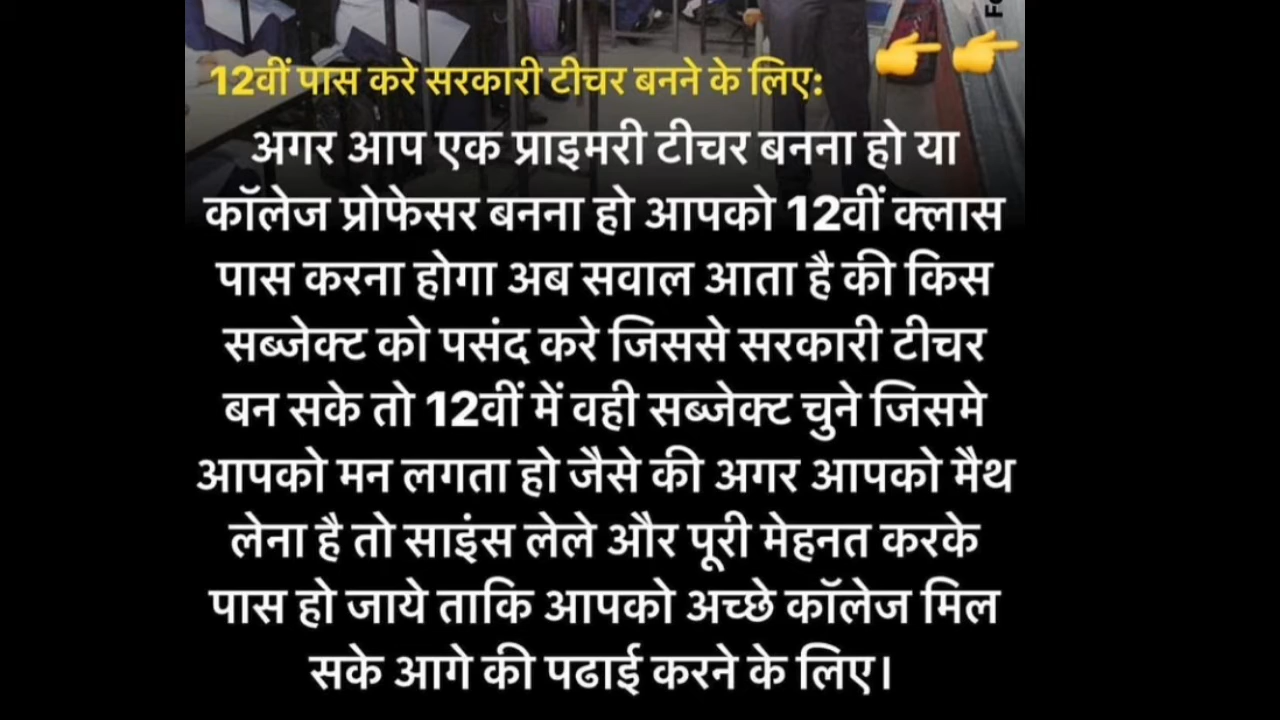 12वीं पास करे सरकारी टीचर बनने के लिए:
अगर आप एक प्राइमरी टीचर बनना हो या
कॉलेज प्रोफेसर बनना हो आपको 12वीं क्लास
पास करना होगा अब सवाल आता है की किस
सब्जेक्ट को पसंद करे जिससे सरकारी टीचर
बन सके तो 12वीं में वही सब्जेक्ट चुने जिसमे
आपको मन लगता हो जैसे की अगर आपको मैथ
लेना है तो साइंस लेले और पूरी मेहनत करके
पास हो जाये ताकि आपको अच्छे कॉलेज मिल
सके आगे की पढाई करने के लिए।